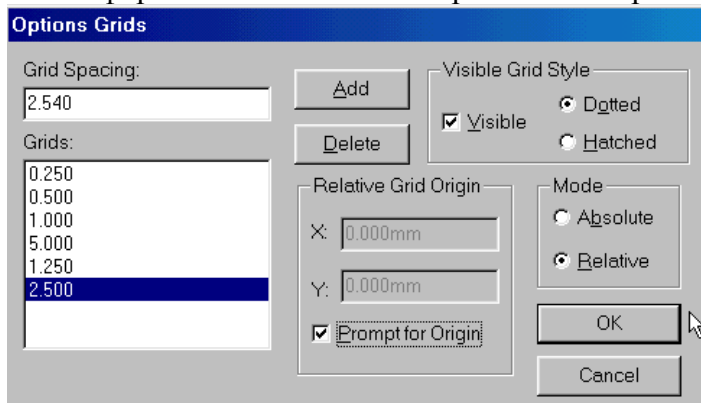 Options Grids
Grid Spacing:
2.540
Grids:
0.250
0.500
1.000
5.000
1.250
2.500
Add
Delete
Visible Grid Style
Visible
Dotted
Hatched
Relative Grid Origin
X: 0.000mm
Y: 0.000mm
Prompt for Origin
Mode
Absolute
Relative
OK
Cancel